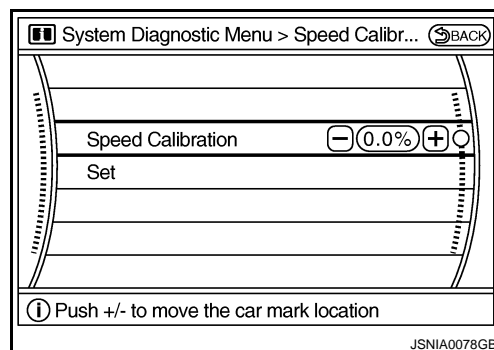 System Diagnostic Menu > Speed Calibr... BACK
Speed Calibration − 0.0% +
Set
i Push +/- to move the car mark location
JSNIA0078GB